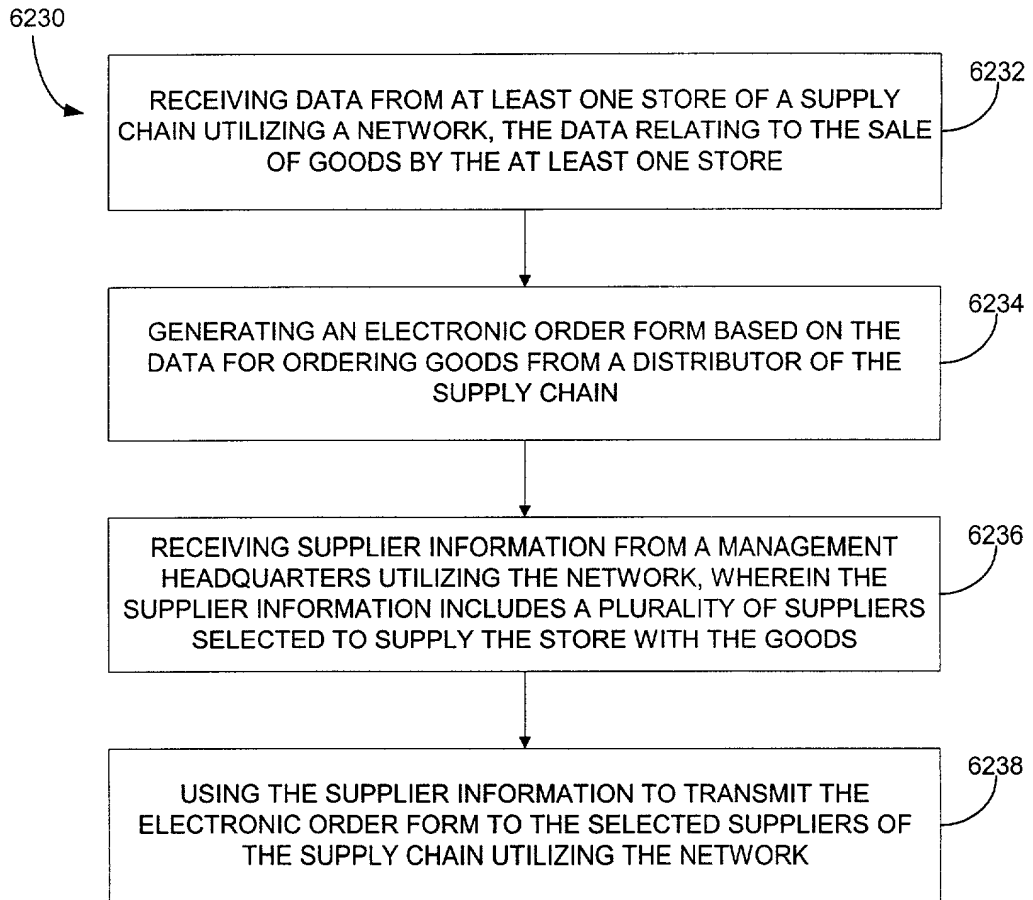 6230
6232
RECEIVING DATA FROM AT LEAST ONE STORE OF A SUPPLY
CHAIN UTILIZING A NETWORK, THE DATA RELATING TO THE SALE
OF GOODS BY THE AT LEAST ONE STORE
6234
GENERATING AN ELECTRONIC ORDER FORM BASED ON THE
DATA FOR ORDERING GOODS FROM A DISTRIBUTOR OF THE
SUPPLY CHAIN
6236
RECEIVING SUPPLIER INFORMATION FROM A MANAGEMENT
HEADQUARTERS UTILIZING THE NETWORK, WHEREIN THE
SUPPLIER INFORMATION INCLUDES A PLURALITY OF SUPPLIERS
SELECTED TO SUPPLY THE STORE WITH THE GOODS
6238
USING THE SUPPLIER INFORMATION TO TRANSMIT THE
ELECTRONIC ORDER FORM TO THE SELECTED SUPPLIERS OF
THE SUPPLY CHAIN UTILIZING THE NETWORK